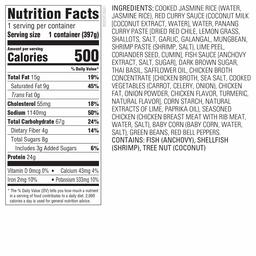 Nutrition Facts
1 serving per container
Serving size 1 container (397g)
Amount per serving
Calories 500
% Daily Value*
Total Fat 15g 19%
Saturated Fat 9g 45%
Trans Fat 0g
Cholesterol 55mg 18%
Sodium 1140mg 50%
Total Carbohydrate 67g 24%
Dietary Fiber 4g 14%
Total Sugars 8g
Includes 3g Added Sugars 6%
Protein 24g
Vitamin D 0mcg 0% • Calcium 43mg 4%
Iron 2mg 10% • Potassium 533mg 10%
* The % Daily Value (DV) tells you how much a nutrient
in a serving of food contributes to a daily diet. 2,000
calories a day is used for general nutrition advice.
INGREDIENTS: COOKED JASMINE RICE (WATER,
JASMINE RICE), RED CURRY SAUCE (COCONUT MILK
(COCONUT EXTRACT, WATER), WATER, PANANG
CURRY PASTE (DRIED RED CHILE, LEMON GRASS,
SHALLOTS, SALT, GARLIC, GALANGAL, MUNGBEAN,
SHRIMP PASTE (SHRIMP, SALT), LIME PEEL,
CORIANDER SEED, CUMIN), FISH SAUCE (ANCHOVY
EXTRACT, SALT, SUGAR), DARK BROWN SUGAR,
THAI BASIL, SAFFLOWER OIL, CHICKEN BROTH
CONCENTRATE (CHICKEN BROTH, SEA SALT, COOKED
VEGETABLES (CARROT, CELERY, ONION), CHICKEN
FAT, ONION POWDER, CHICKEN FLAVOR, TURMERIC,
NATURAL FLAVOR), CORN STARCH, NATURAL
EXTRACTS OF LIME, PAPRIKA OIL), SEASONED
CHICKEN (CHICKEN BREAST MEAT WITH RIB MEAT,
WATER, SALT), BABY CORN (BABY CORN, WATER,
SALT), GREEN BEANS, RED BELL PEPPERS.
CONTAINS: FISH (ANCHOVY), SHELLFISH
(SHRIMP), TREE NUT (COCONUT)